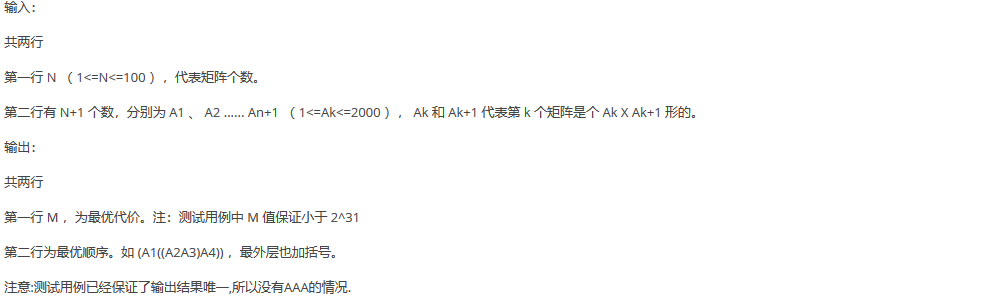 输入：
共两行
第一行 N （ 1<=N<=100 ），代表矩阵个数。
第二行有 N+1 个数，分别为 A1 、 A2 ...... An+1 （ 1<=Ak<=2000 ）， Ak 和 Ak+1 代表第 k 个矩阵是个 Ak X Ak+1 形的。
输出：
共两行
第一行 M ，为最优代价。注：测试用例中 M 值保证小于 2^31
第二行为最优顺序。如 (A1((A2A3)A4)) ，最外层也加括号。
注意:测试用例已经保证了输出结果唯一,所以没有AAA的情况.